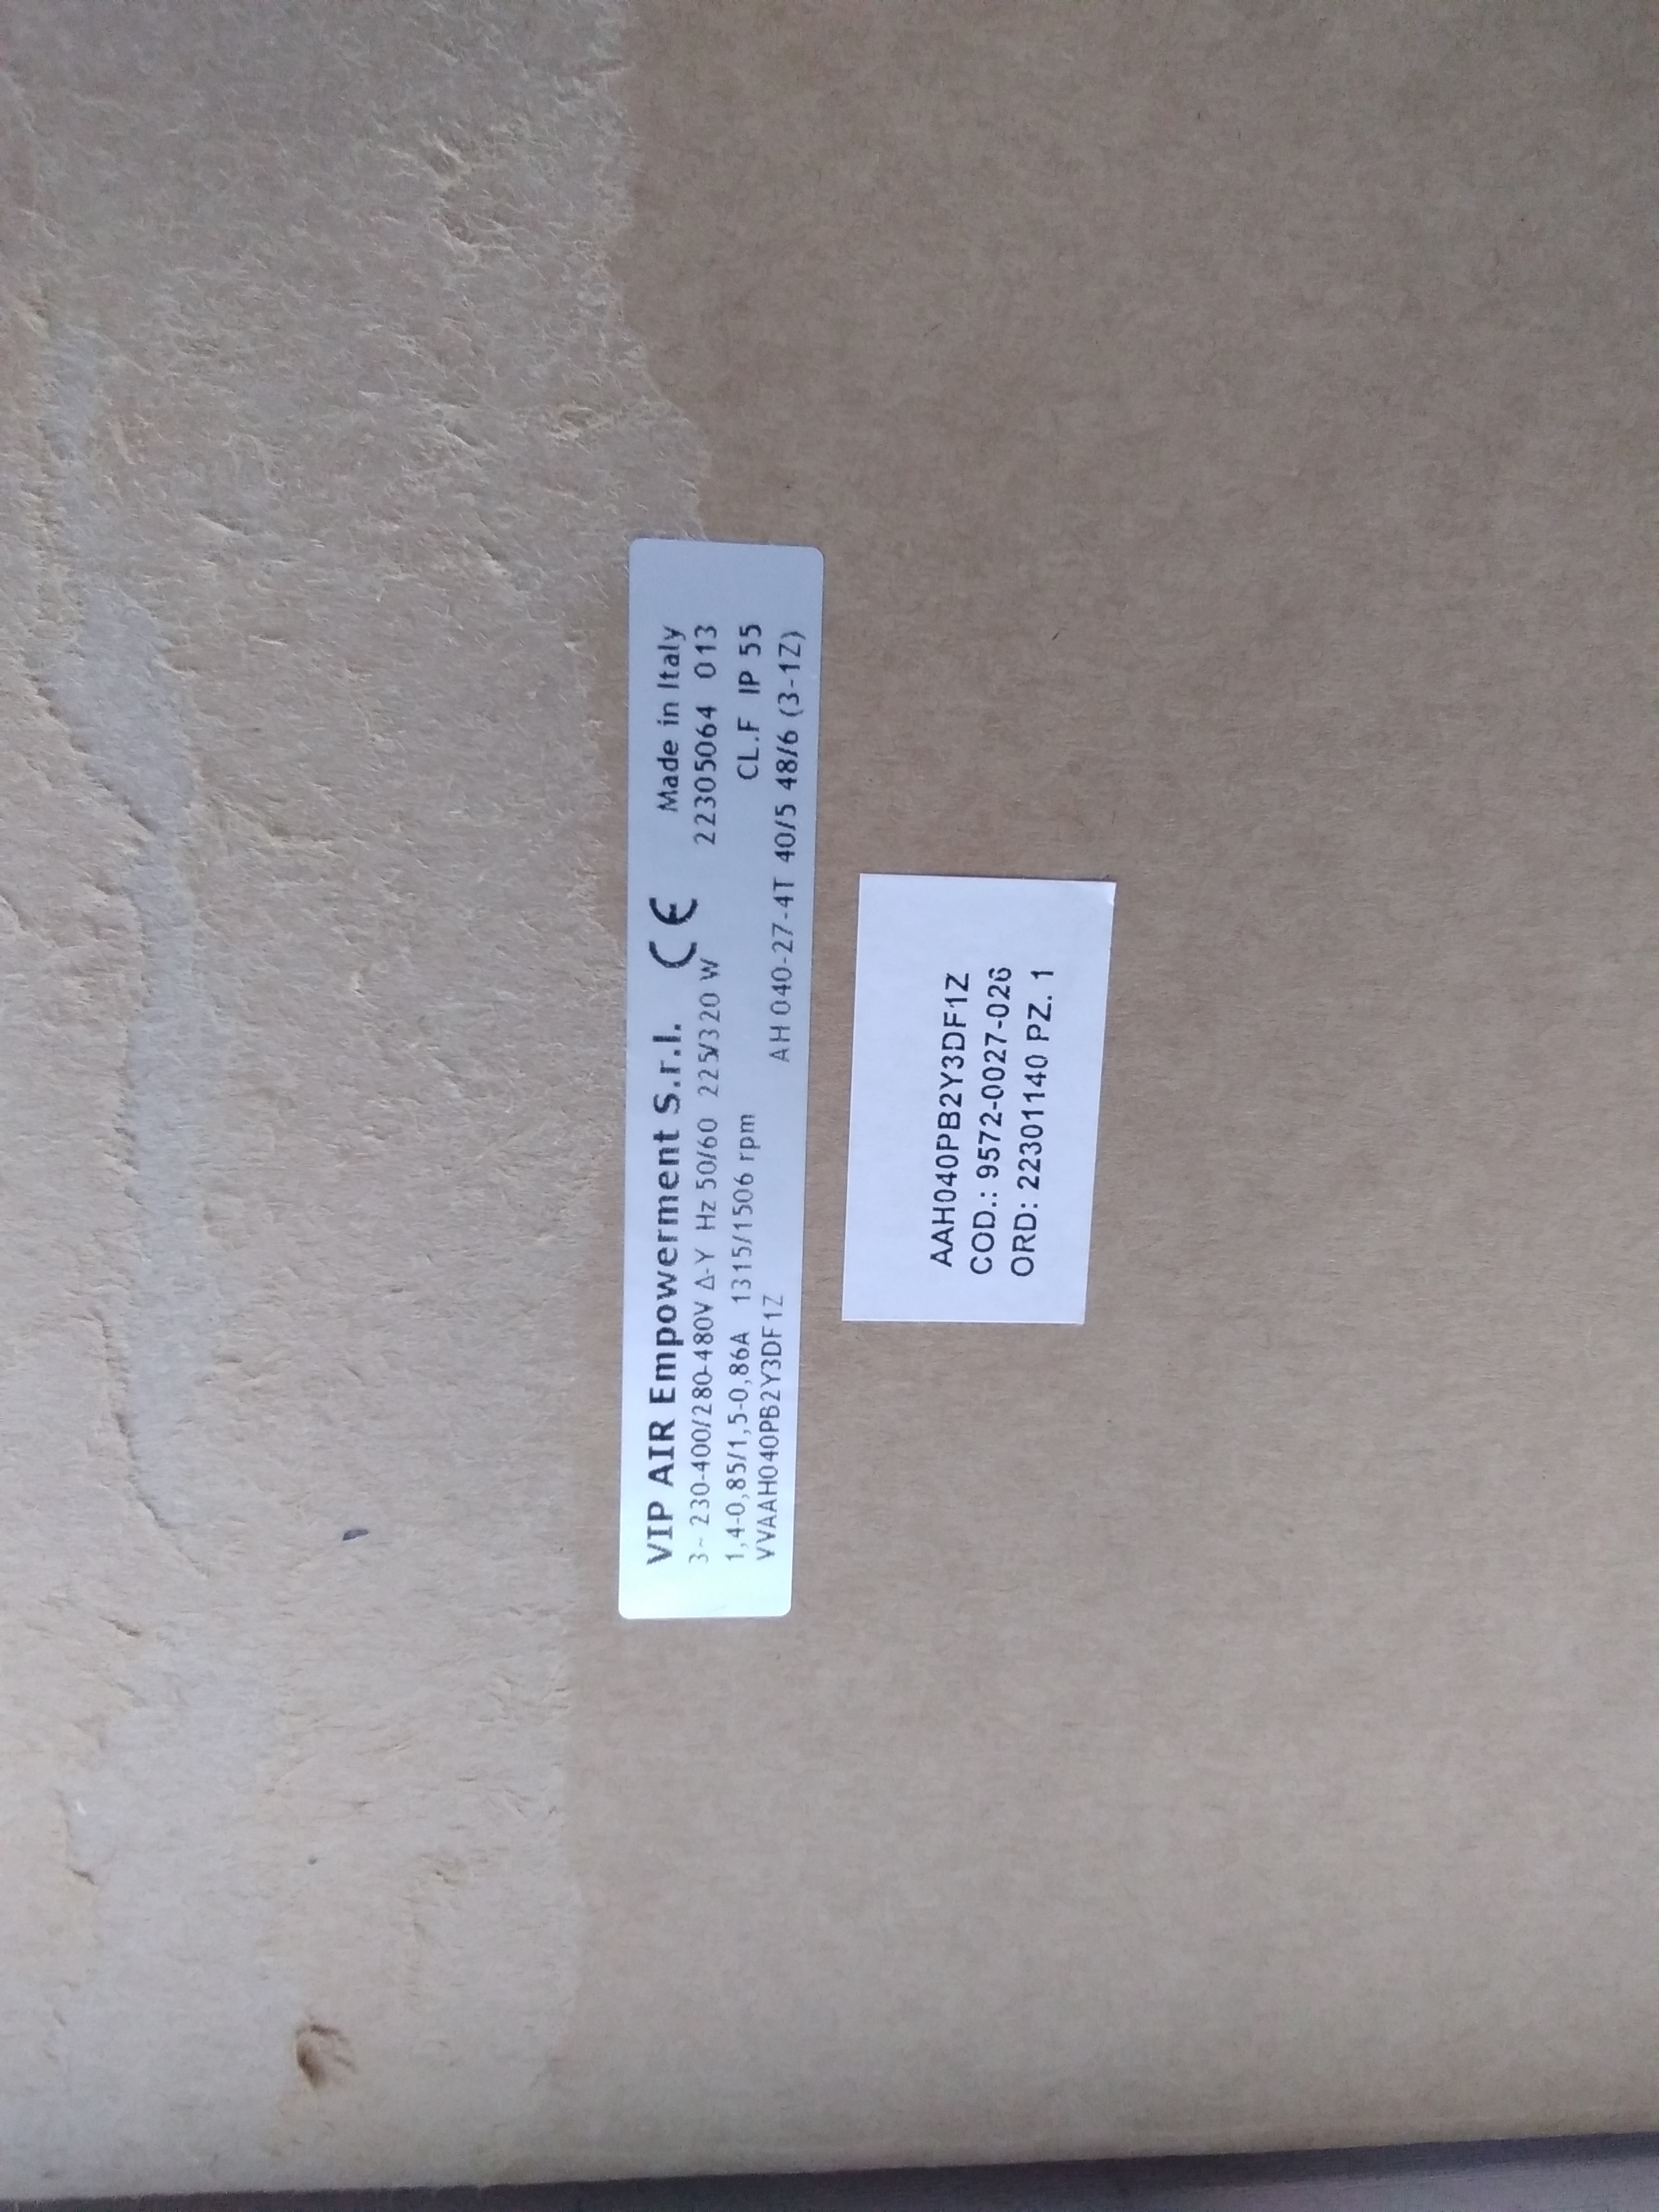 VIP AIR Empowerment S.r.l. CE Made in Italy
3~ 230-400/280-480V Δ-Y Hz 50/60 225/320 W 22305064 013
1,4-0,85/1,5-0,86A 1315/1506 rpm CL.F IP 55
VVAAH040PB2Y3DF1Z AH 040-27-4T 40/5 48/6 (3-1Z)
AAH040PB2Y3DF1Z
COD.: 9572-0027-026
ORD: 22301140 PZ. 1